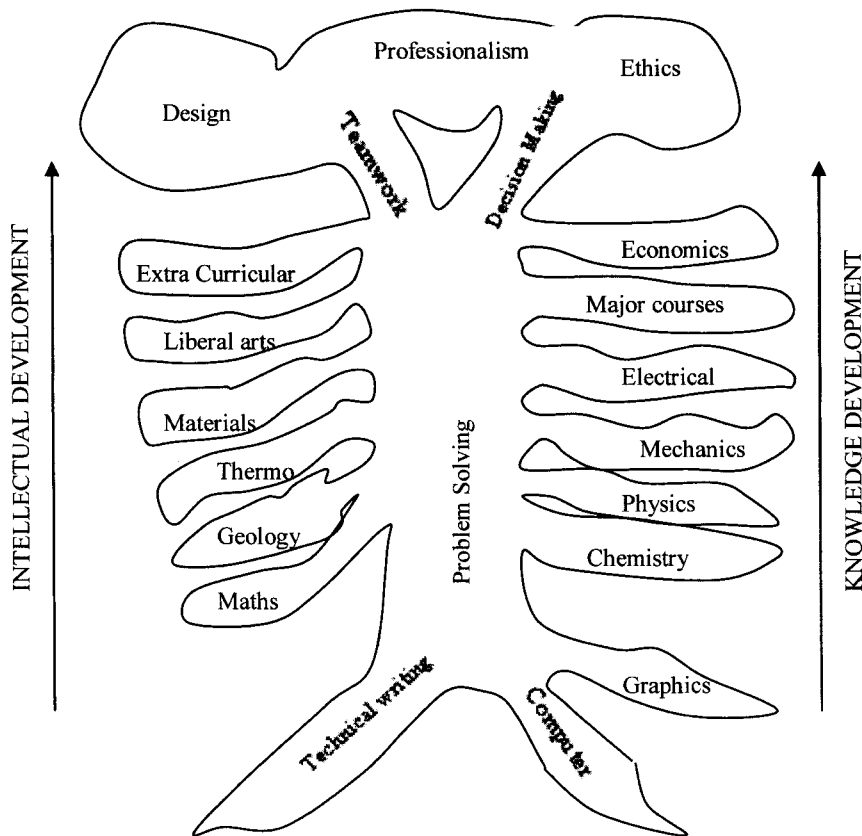 Professionalism
Ethics
Design
Teamwork
Decision Making
INTELLECTUAL DEVELOPMENT
KNOWLEDGE DEVELOPMENT
Extra Curricular
Economics
Liberal arts
Major courses
Materials
Electrical
Thermo
Mechanics
Geology
Physics
Maths
Chemistry
Problem Solving
Graphics
Technical writing
Computer